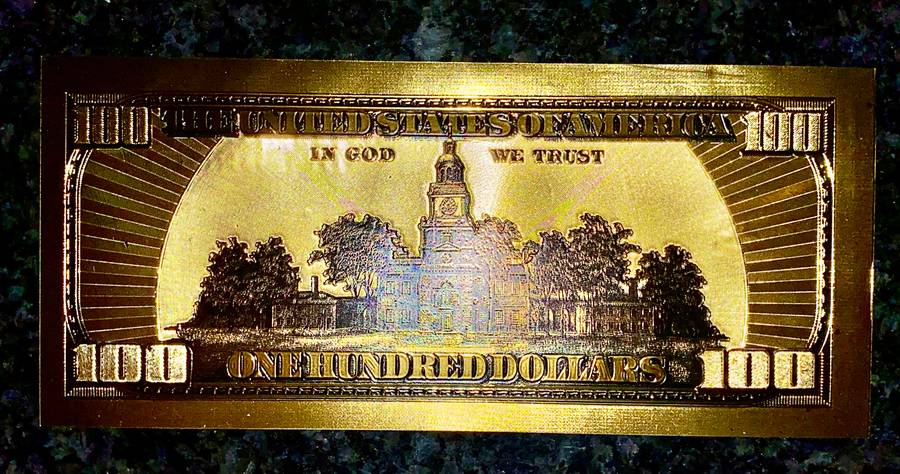 100 THE UNITED STATES OF AMERICA 100
IN GOD WE TRUST
100 ONE HUNDRED DOLLARS 100